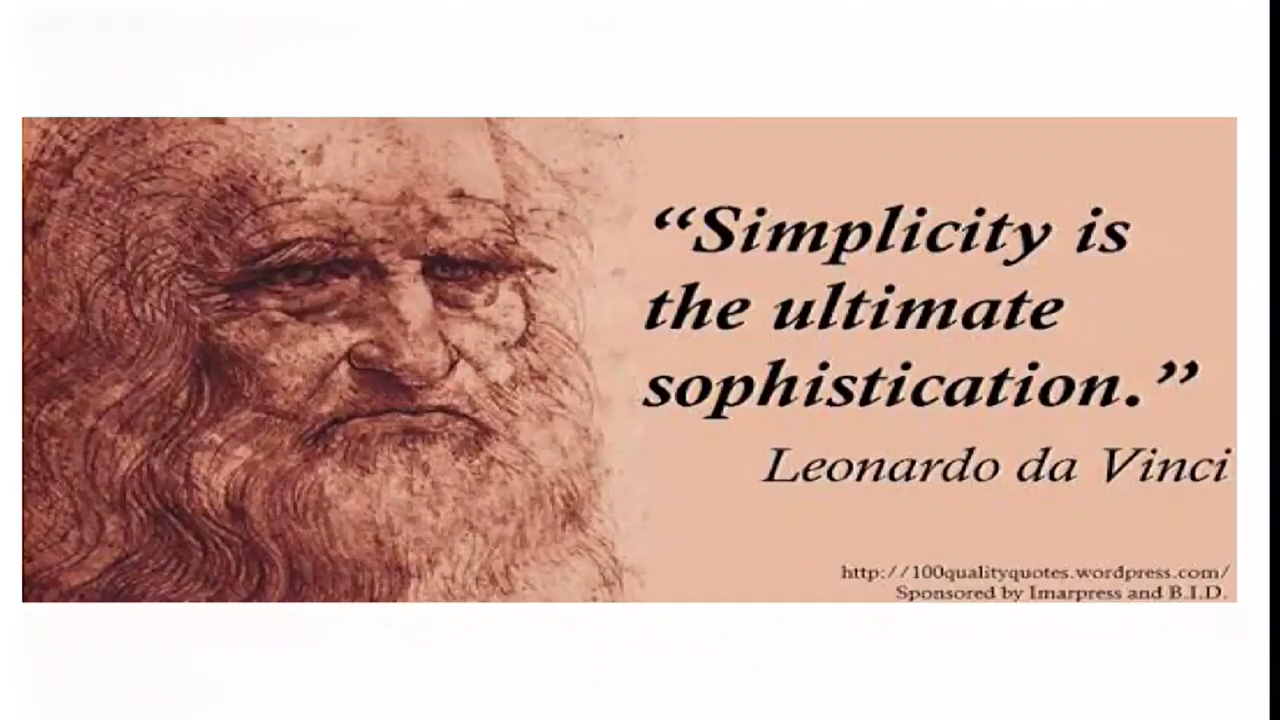 “Simplicity is
the ultimate
sophistication.”
Leonardo da Vinci
http://100qualityquotes.wordpress.com/
Sponsored by Imarpress and B.I.D.